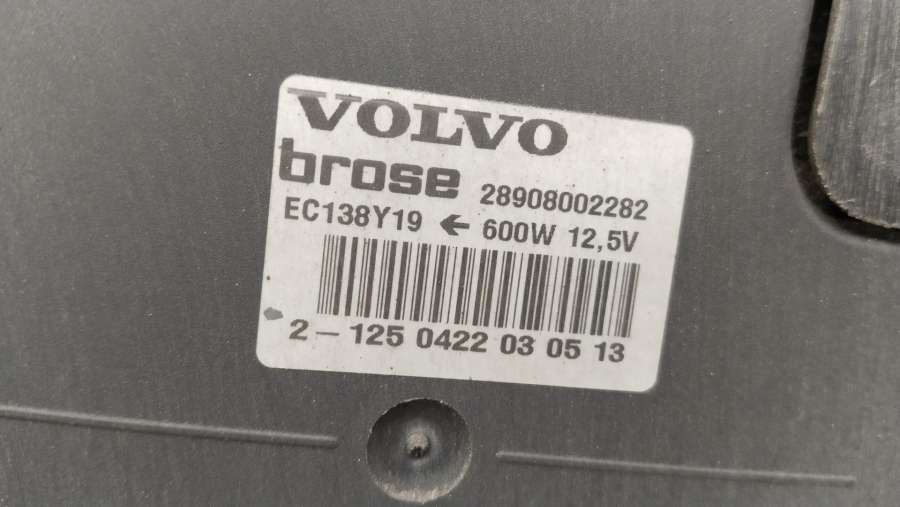 VOLVO
brose 28908002282
EC138Y19 ← 600W 12,5V
2-125 0422 03 05 13